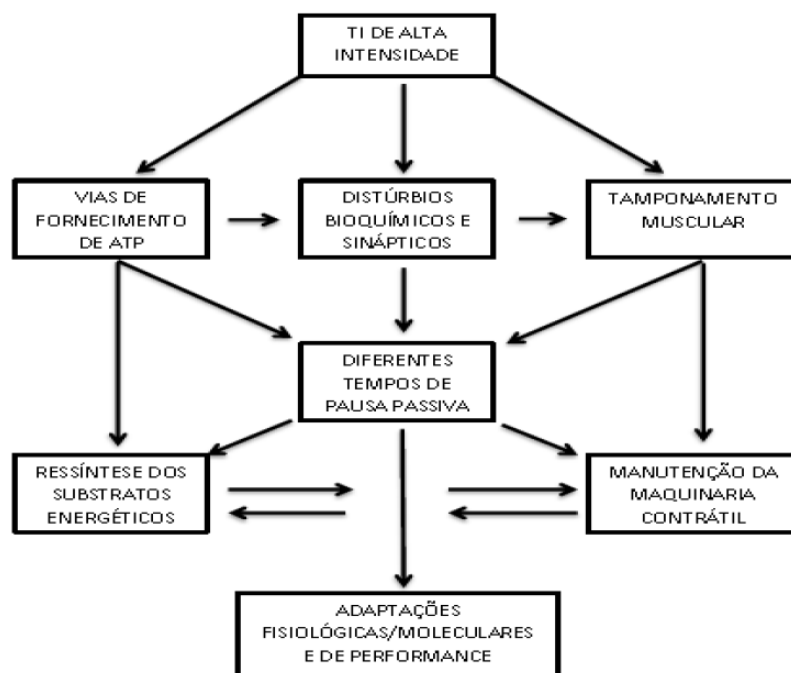 TI DE ALTA
INTENSIDADE
VIAS DE
FORNECIMENTO
DE ATP
DISTÚRBIOS
BIOQUÍMICOS E
SINÁPTICOS
TAMPONAMENTO
MUSCULAR
DIFERENTES
TEMPOS DE
PAUSA PASSIVA
RESSÍNTESE DOS
SUBSTRATOS
ENERGÉTICOS
MANUTENÇÃO DA
MAQUINARIA
CONTRÁTIL
ADAPTAÇÕES
FISIOLÓGICAS/MOLECULARES
E DE PERFORMANCE